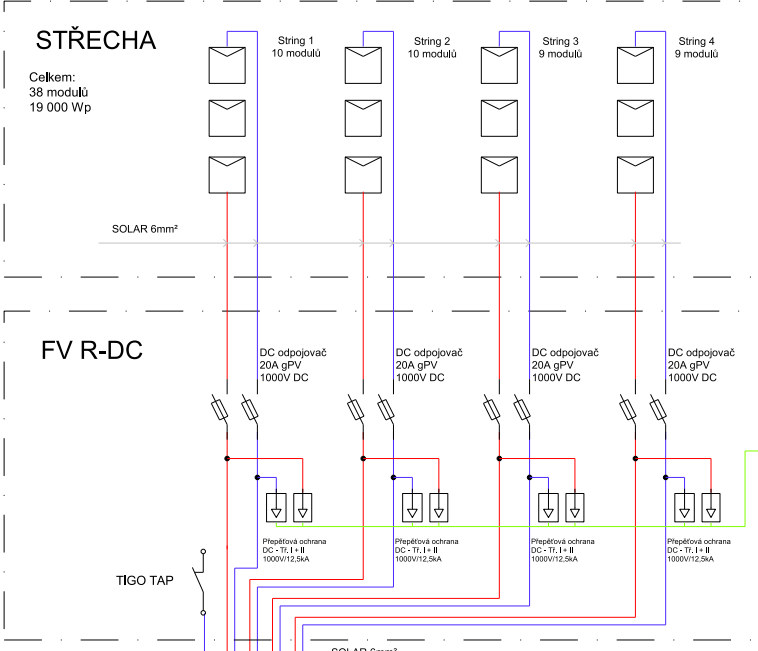 STŘECHA
Celkem:
38 modulů
19 000 Wp
String 1
10 modulů
String 2
10 modulů
String 3
9 modulů
String 4
9 modulů
SOLAR 6mm²
FV R-DC
DC odpojovač
20A gPV
1000V DC
DC odpojovač
20A gPV
1000V DC
DC odpojovač
20A gPV
1000V DC
DC odpojovač
20A gPV
1000V DC
Přepěťová ochrana
DC - Tř. I + II
1000V/12,5kA
Přepěťová ochrana
DC - Tř. I + II
1000V/12,5kA
Přepěťová ochrana
DC - Tř. I + II
1000V/12,5kA
Přepěťová ochrana
DC - Tř. I + II
1000V/12,5kA
TIGO TAP
SOLAR 6mm²